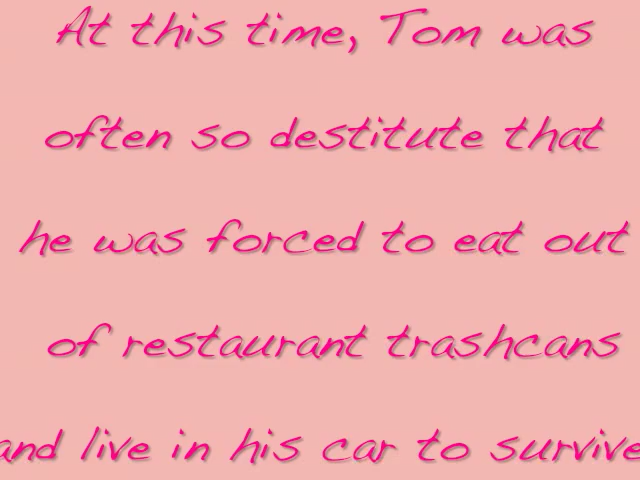 At this time, Tom was
often so destitute that
he was forced to eat out
of restaurant trashcans
and live in his car to survive